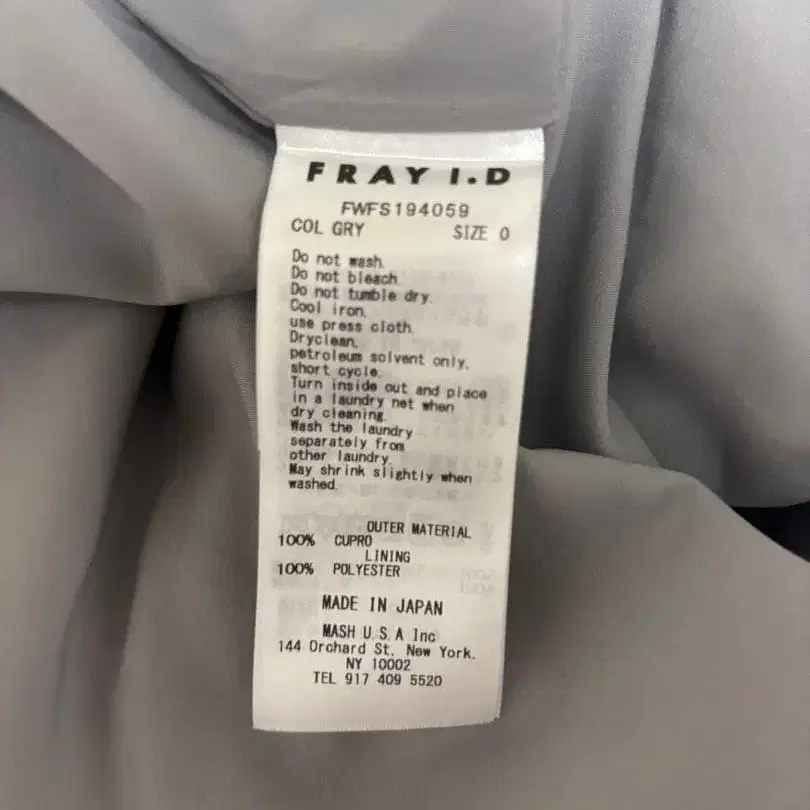 FRAY I.D
FWFS194059
COL GRY SIZE 0
Do not wash.
Do not bleach.
Do not tumble dry.
Cool iron,
use press cloth.
Dryclean,
petroleum solvent only,
short cycle.
Turn inside out and place
in a laundry net when
dry cleaning.
Wash the laundry
separately from
other laundry.
May shrink slightly when
washed.
OUTER MATERIAL
100% CUPRO
LINING
100% POLYESTER
MADE IN JAPAN
MASH U.S.A Inc
144 Orchard St. New York.
NY 10002
TEL 917 409 5520